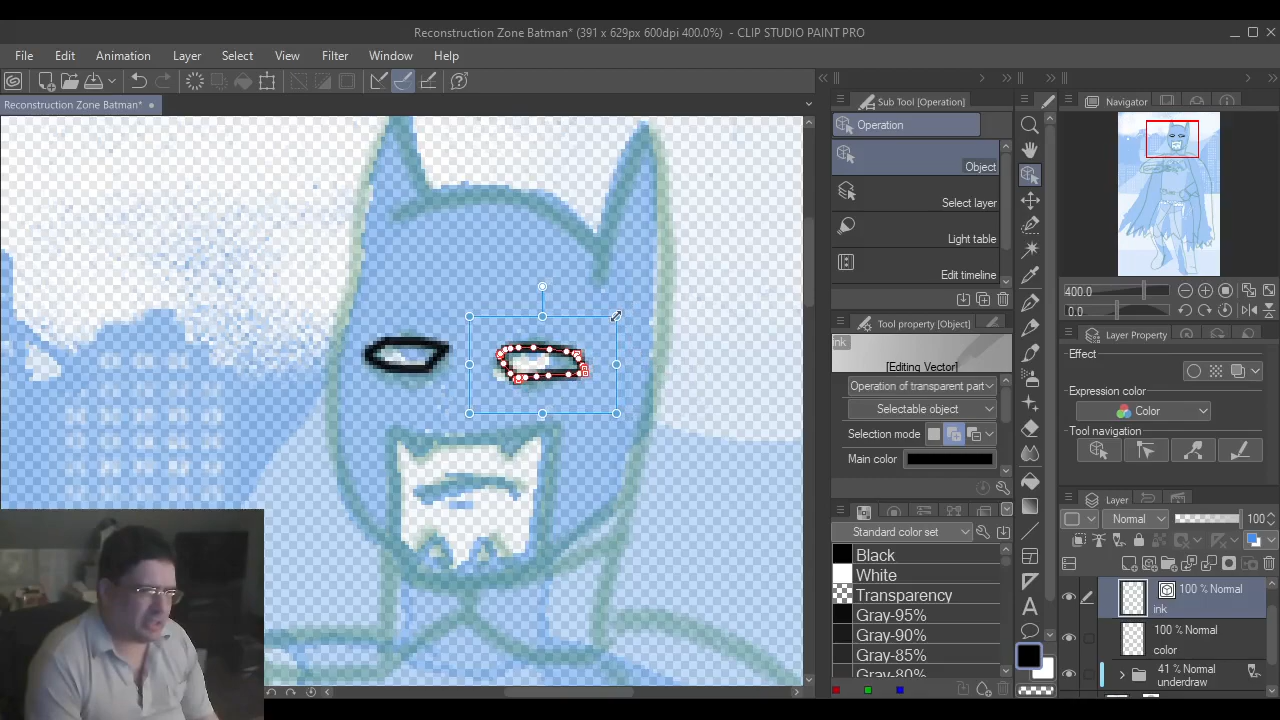 Reconstruction Zone Batman* (391 x 629px 600dpi 400.0%) - CLIP STUDIO PAINT PRO
File Edit Animation Layer Select View Filter Window Help
Reconstruction Zone Batman*
Sub Tool [Operation]
Operation
Object
Select layer
Light table
Edit timeline
Tool property [Object]
ink
[Editing Vector]
Operation of transparent part
Selectable object
Selection mode
Main color
Standard color set
Black
White
Transparency
Gray-95%
Gray-90%
Gray-85%
Gray-80%
A
Navigator
400.0
0.0
Layer Property
Effect
Expression color
Color
Tool navigation
Layer
Normal 100
100 % Normal
ink
100 % Normal
color
41 % Normal
underdraw